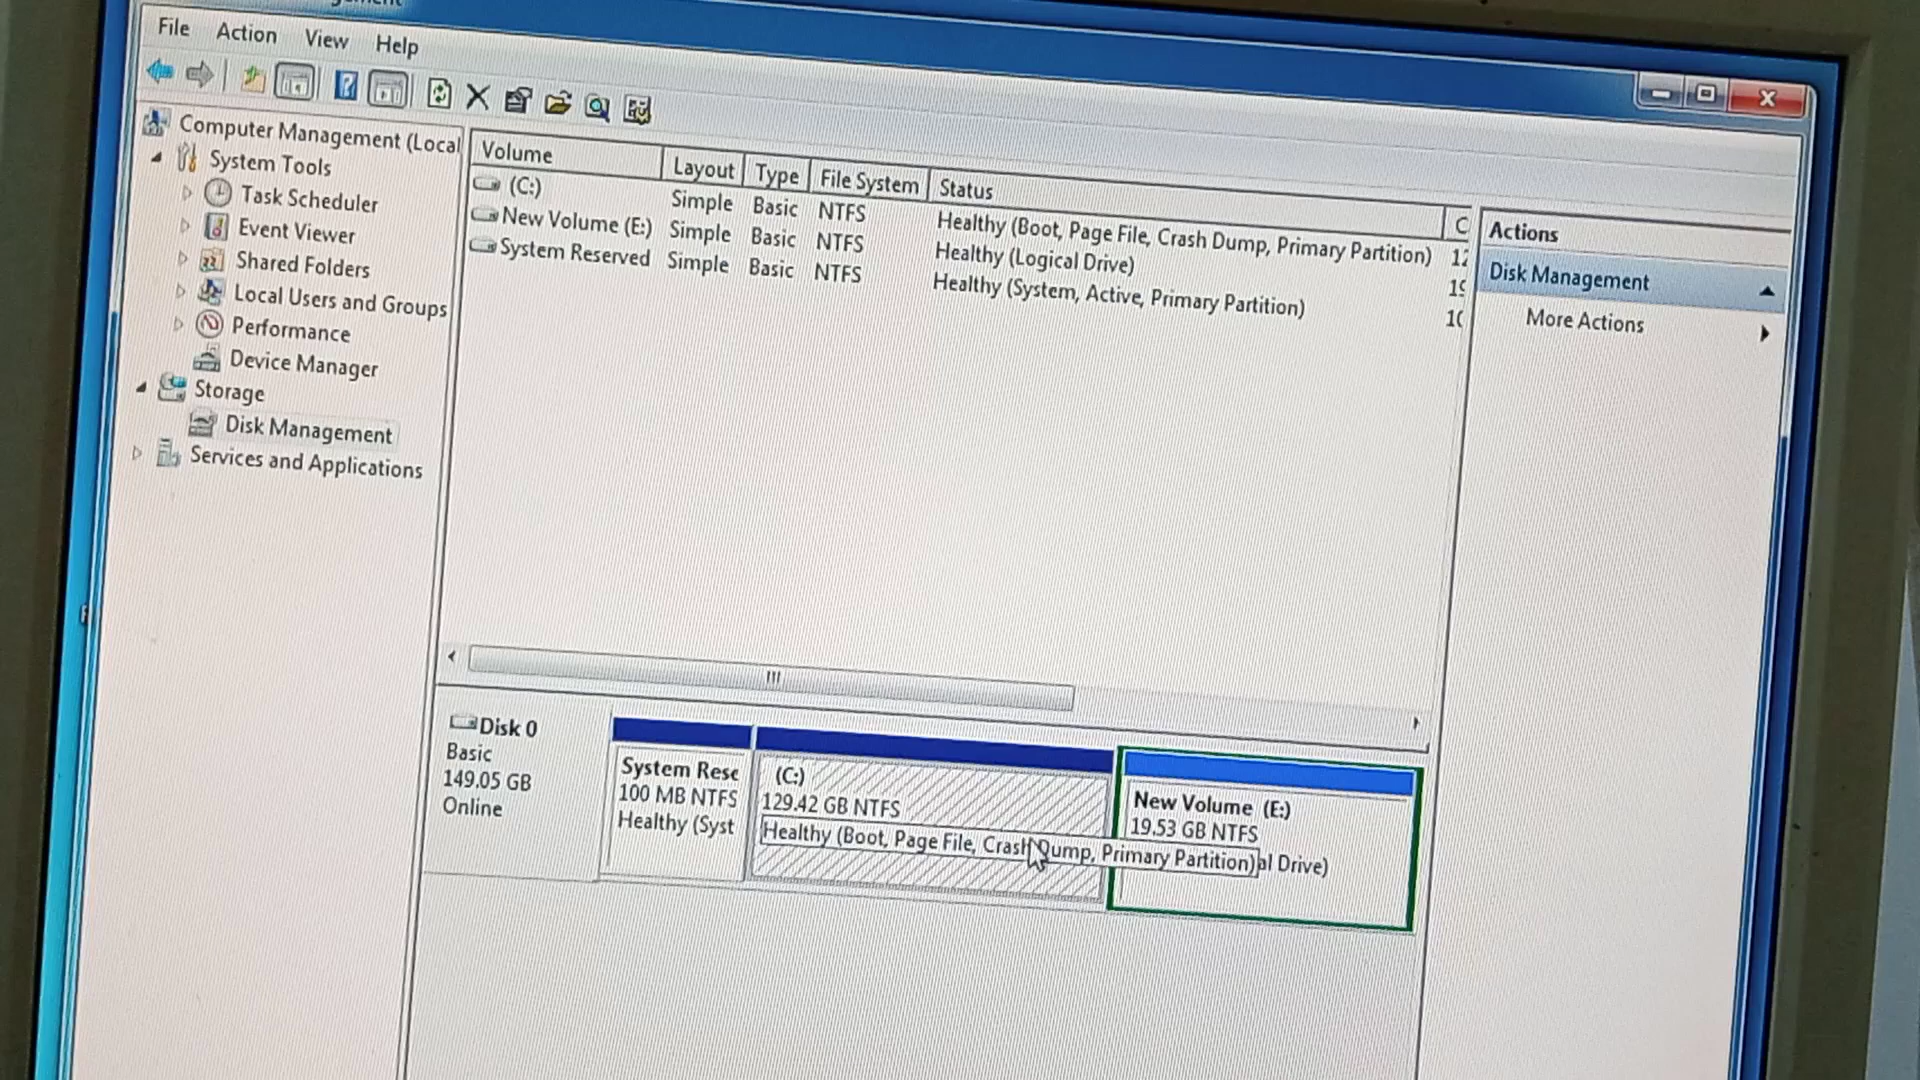 File Action View Help
Computer Management (Local
System Tools
Task Scheduler
Event Viewer
Shared Folders
Local Users and Groups
Performance
Device Manager
Storage
Disk Management
Services and Applications
Volume Layout Type File System Status C
(C:) Simple Basic NTFS Healthy (Boot, Page File, Crash Dump, Primary Partition) 12
New Volume (E:) Simple Basic NTFS Healthy (Logical Drive) 19
System Reserved Simple Basic NTFS Healthy (System, Active, Primary Partition) 10
Actions
Disk Management
More Actions
Disk 0
Basic
149.05 GB
Online
System Rese
100 MB NTFS
Healthy (Syst
(C:)
129.42 GB NTFS
Healthy (Boot, Page File, Crash Dump, Primary Partition)
New Volume (E:)
19.53 GB NTFS
al Drive)